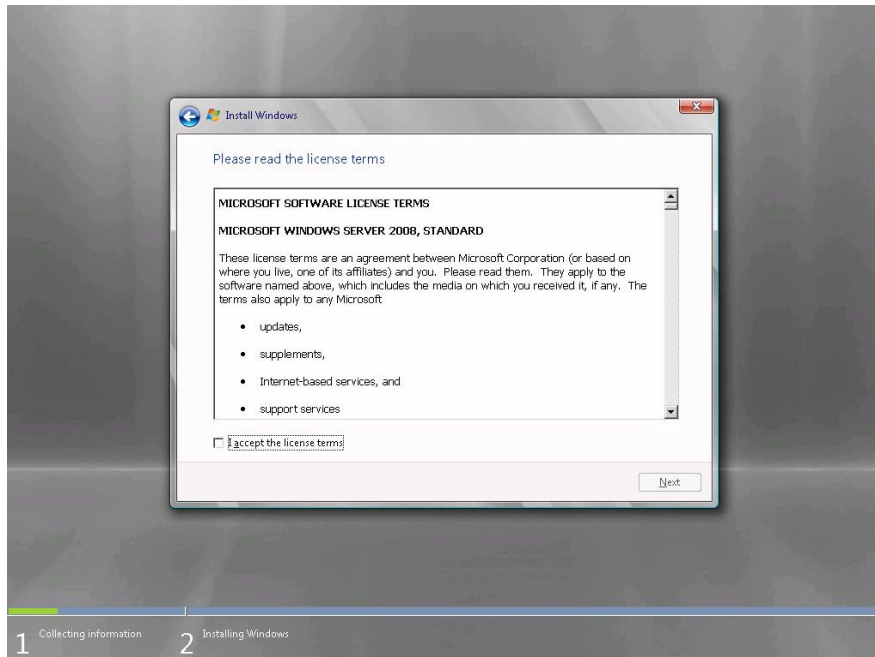 Install Windows
Please read the license terms
MICROSOFT SOFTWARE LICENSE TERMS
MICROSOFT WINDOWS SERVER 2008, STANDARD
These license terms are an agreement between Microsoft Corporation (or based on
where you live, one of its affiliates) and you.  Please read them.  They apply to the
software named above, which includes the media on which you received it, if any.  The
terms also apply to any Microsoft
• updates,
• supplements,
• Internet-based services, and
• support services
I accept the license terms
Next
1 Collecting information
2 Installing Windows